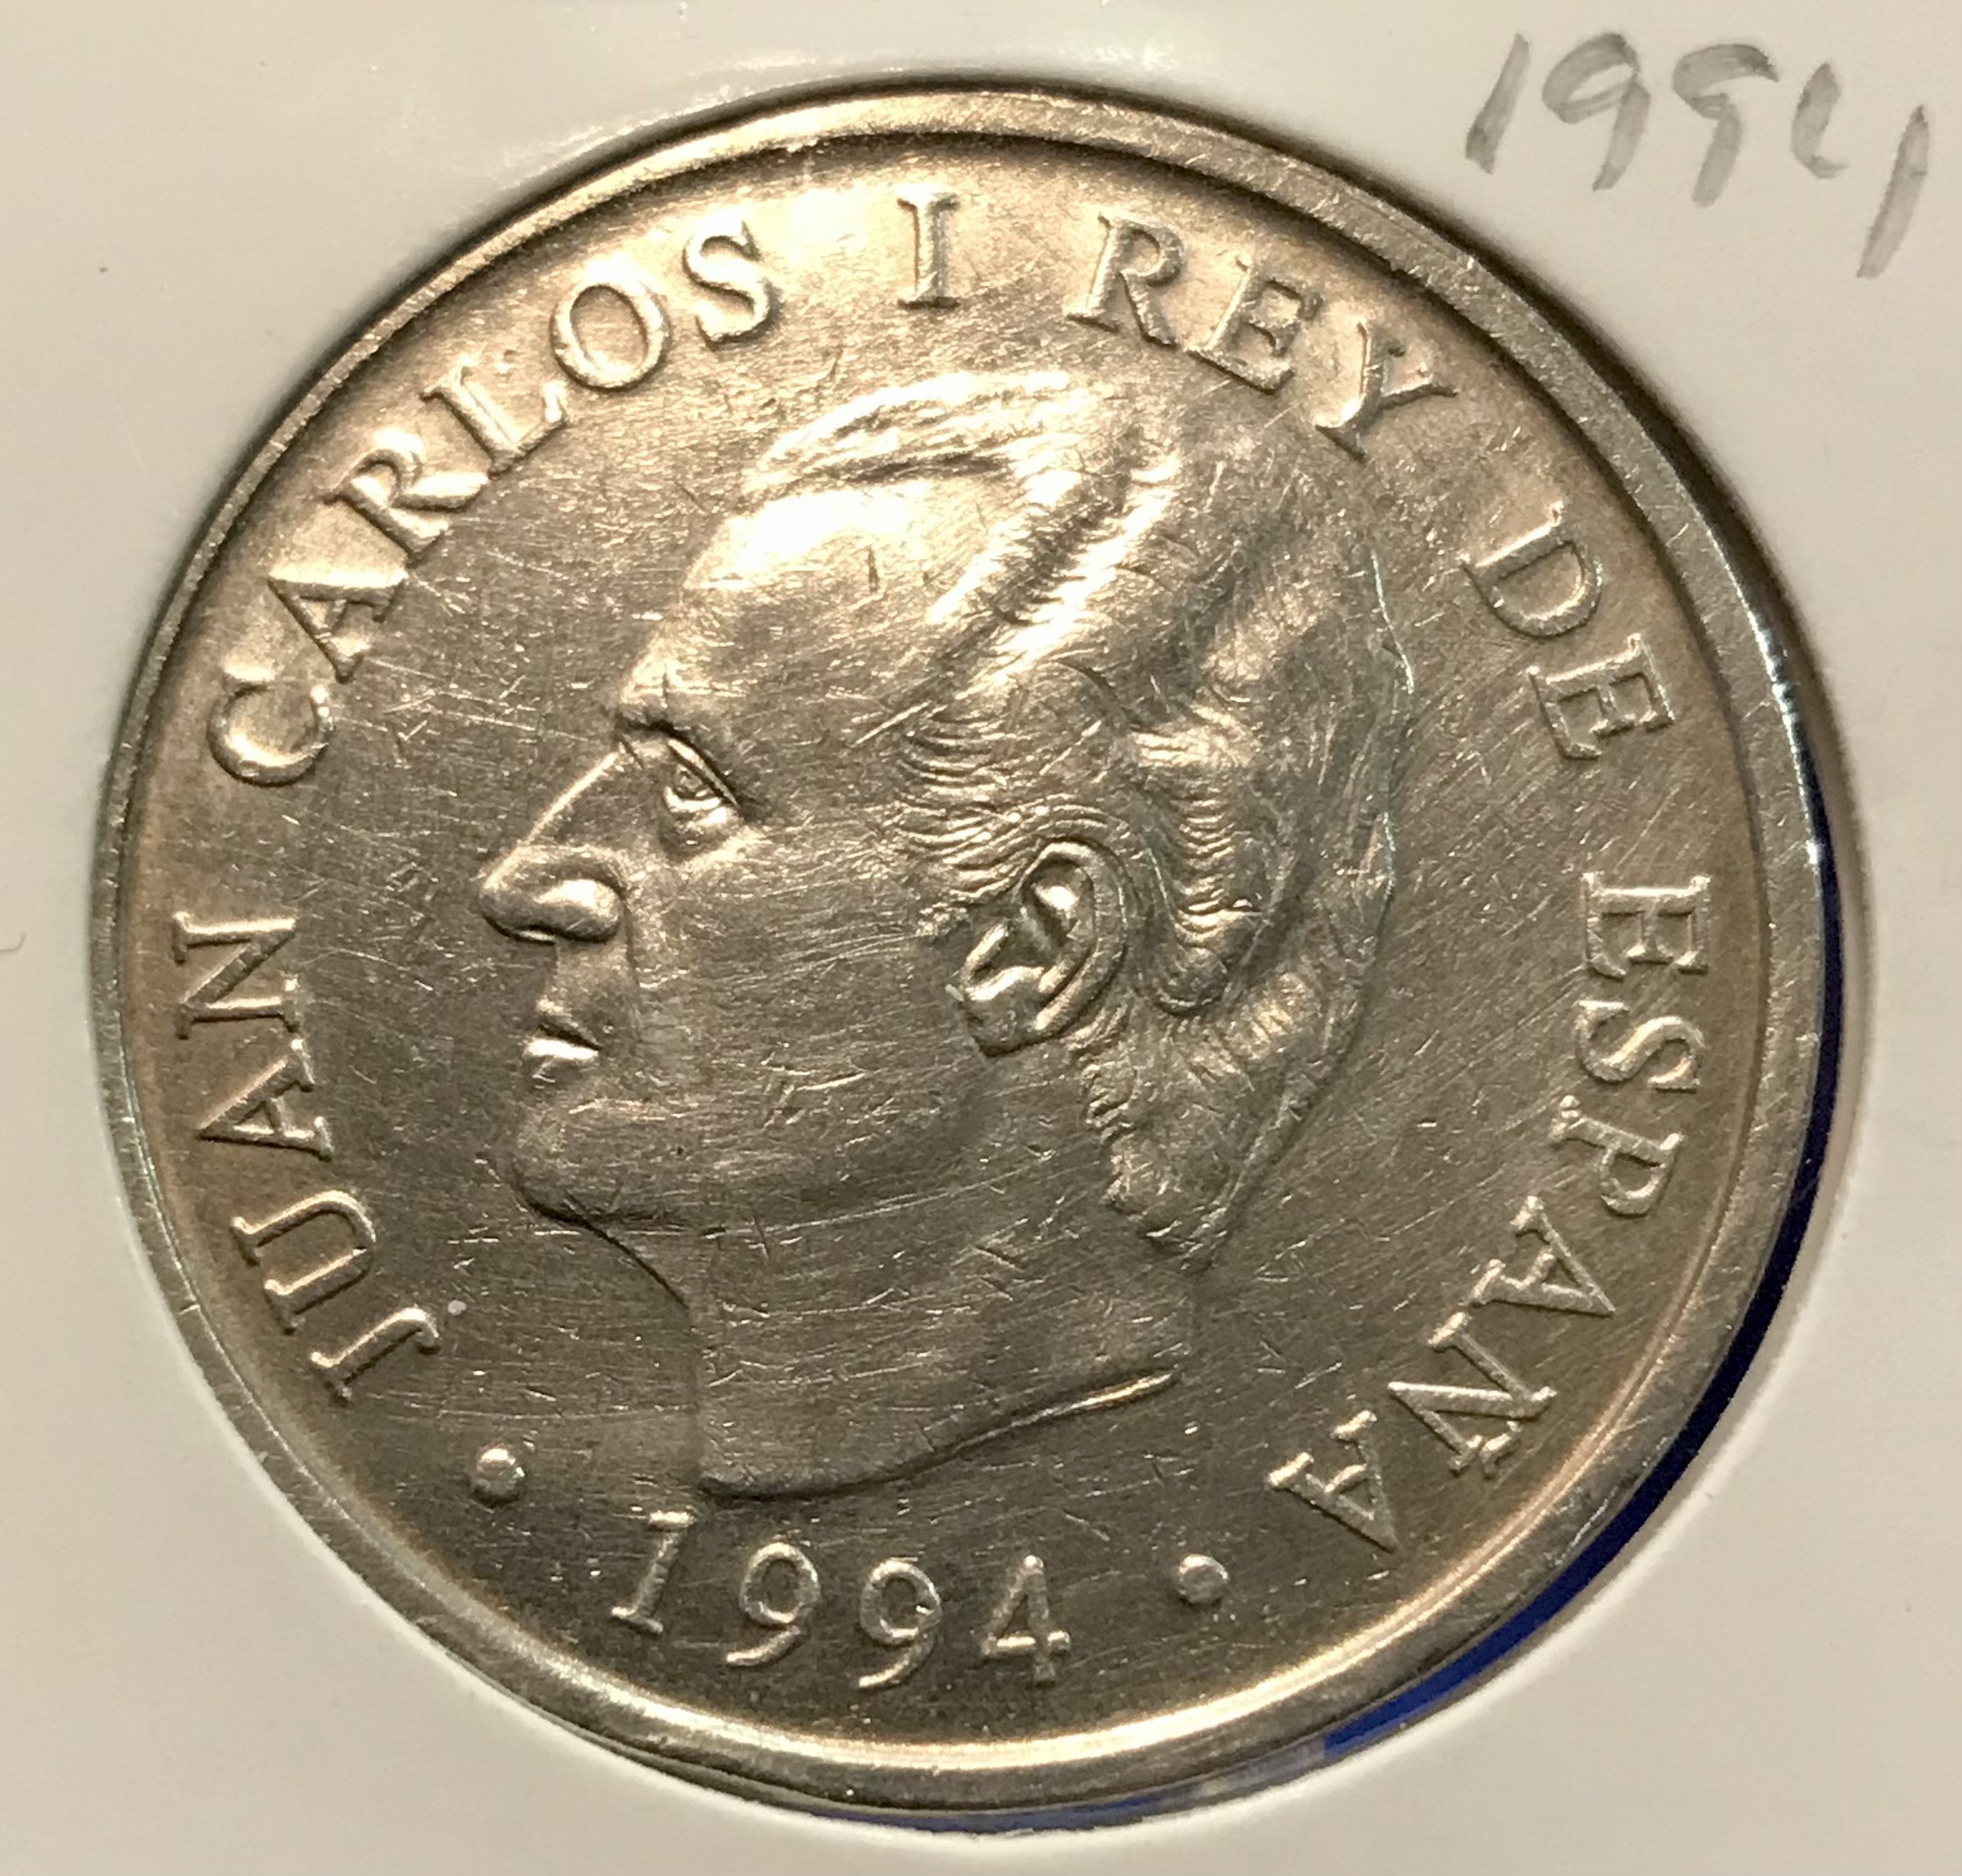 1994
JUAN CARLOS I REY DE ESPAÑA
• 1994 •